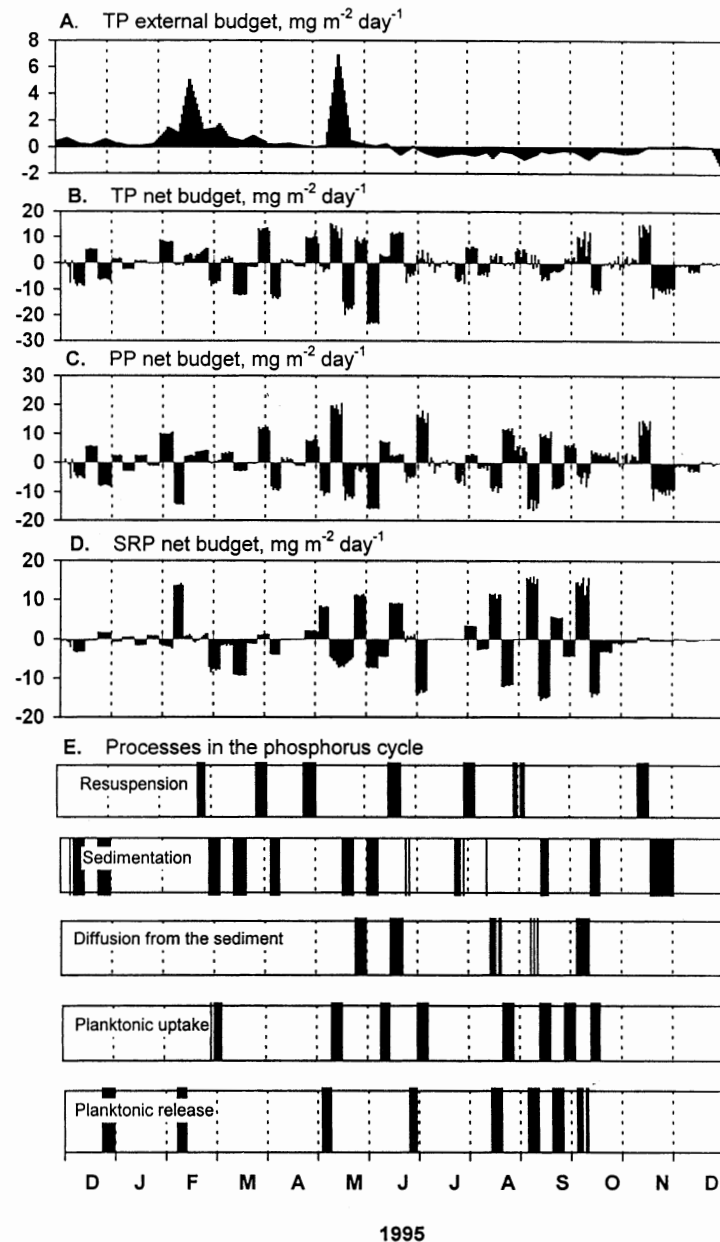 A. TP external budget, mg m⁻² day⁻¹
8
6
4
2
0
-2
B. TP net budget, mg m⁻² day⁻¹
20
10
0
-10
-20
-30
C. PP net budget, mg m⁻² day⁻¹
30
20
10
0
-10
-20
D. SRP net budget, mg m⁻² day⁻¹
20
10
0
-10
-20
E. Processes in the phosphorus cycle
Resuspension
Sedimentation
Diffusion from the sediment
Planktonic uptake
Planktonic release
D J F M A M J J A S O N D
1995